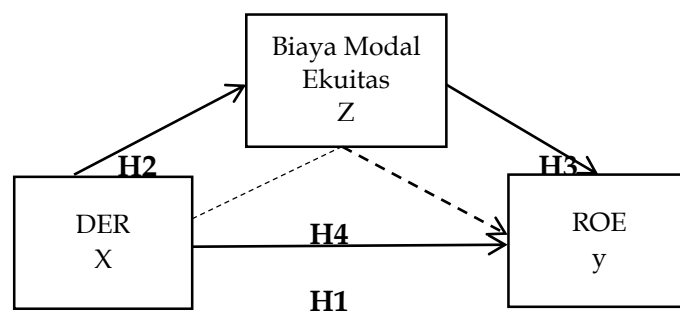 Biaya Modal
Ekuitas
Z
H2
H3
DER
X
H4
ROE
y
H1